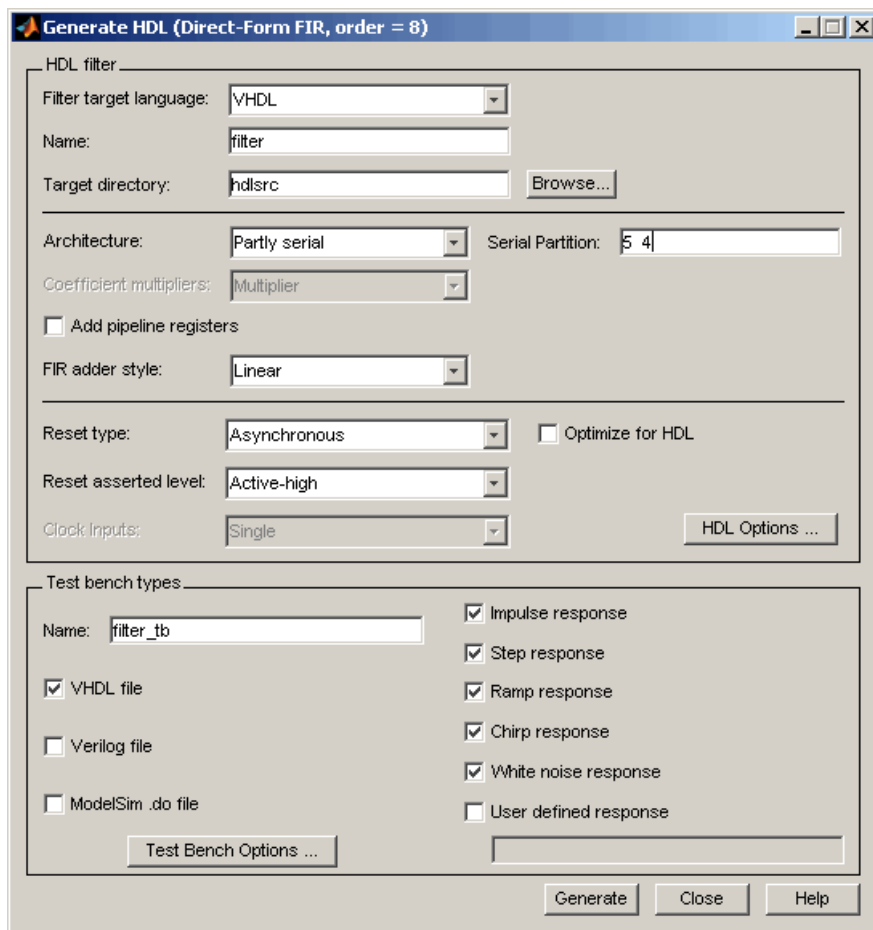 Generate HDL (Direct-Form FIR, order = 8)
HDL filter
Filter target language: VHDL
Name: filter
Target directory: hdlsrc Browse...
Architecture: Partly serial Serial Partition: 5 4
Coefficient multipliers: Multiplier
Add pipeline registers
FIR adder style: Linear
Reset type: Asynchronous Optimize for HDL
Reset asserted level: Active-high
Clock Inputs: Single HDL Options ...
Test bench types
Name: filter_tb
VHDL file
Verilog file
ModelSim .do file
Test Bench Options ...
Impulse response
Step response
Ramp response
Chirp response
White noise response
User defined response
Generate Close Help